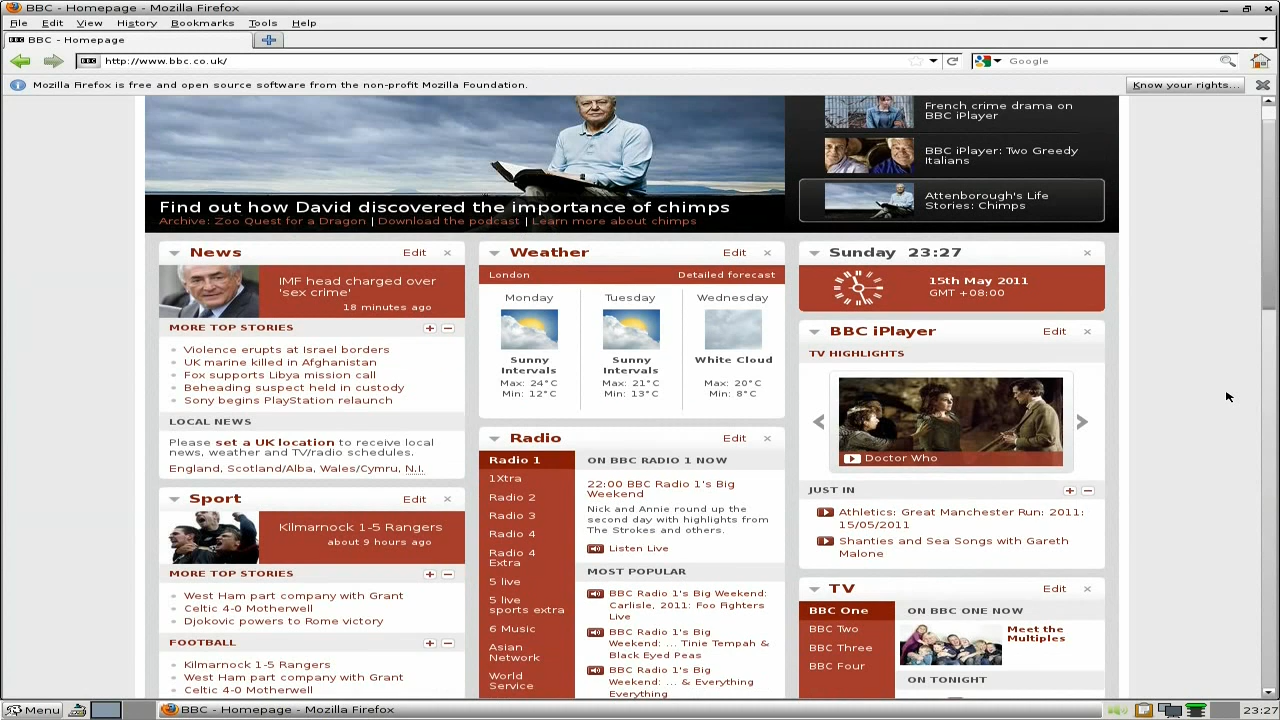 BBC - Homepage - Mozilla Firefox
File Edit View History Bookmarks Tools Help
BBC - Homepage
BBC http://www.bbc.co.uk/
Google
Mozilla Firefox is free and open source software from the non-profit Mozilla Foundation.
Know your rights...
French crime drama on
BBC iPlayer
BBC iPlayer: Two Greedy
Italians
Attenborough's Life
Stories: Chimps
Find out how David discovered the importance of chimps
Archive: Zoo Quest for a Dragon | Download the podcast | Learn more about chimps
News Edit
IMF head charged over
'sex crime'
18 minutes ago
MORE TOP STORIES
Violence erupts at Israel borders
UK marine killed in Afghanistan
Fox supports Libya mission call
Beheading suspect held in custody
Sony begins PlayStation relaunch
LOCAL NEWS
Please set a UK location to receive local
news, weather and TV/radio schedules.
England, Scotland/Alba, Wales/Cymru, N.I.
Sport Edit
Kilmarnock 1-5 Rangers
about 9 hours ago
MORE TOP STORIES
West Ham part company with Grant
Celtic 4-0 Motherwell
Djokovic powers to Rome victory
FOOTBALL
Kilmarnock 1-5 Rangers
West Ham part company with Grant
Celtic 4-0 Motherwell
Weather Edit
London Detailed forecast
Monday Tuesday Wednesday
Sunny
Intervals
Max: 24°C
Min: 12°C
Sunny
Intervals
Max: 21°C
Min: 13°C
White Cloud
Max: 20°C
Min: 8°C
Radio Edit
Radio 1
1Xtra
Radio 2
Radio 3
Radio 4
Radio 4
Extra
5 live
5 live
sports extra
6 Music
Asian
Network
World
Service
ON BBC RADIO 1 NOW
22:00 BBC Radio 1's Big
Weekend
Nick and Annie round up the
second day with highlights from
The Strokes and others.
Listen Live
MOST POPULAR
BBC Radio 1's Big Weekend:
Carlisle, 2011: Foo Fighters
Live
BBC Radio 1's Big
Weekend: ... Tinie Tempah &
Black Eyed Peas
BBC Radio 1's Big
Weekend: ... & Everything
Everything
Sunday 23:27
15th May 2011
GMT +08:00
BBC iPlayer Edit
TV HIGHLIGHTS
Doctor Who
JUST IN
Athletics: Great Manchester Run: 2011:
15/05/2011
Shanties and Sea Songs with Gareth
Malone
TV Edit
BBC One
BBC Two
BBC Three
BBC Four
ON BBC ONE NOW
Meet the
Multiples
ON TONIGHT
Menu
BBC - Homepage - Mozilla Firefox
23:27